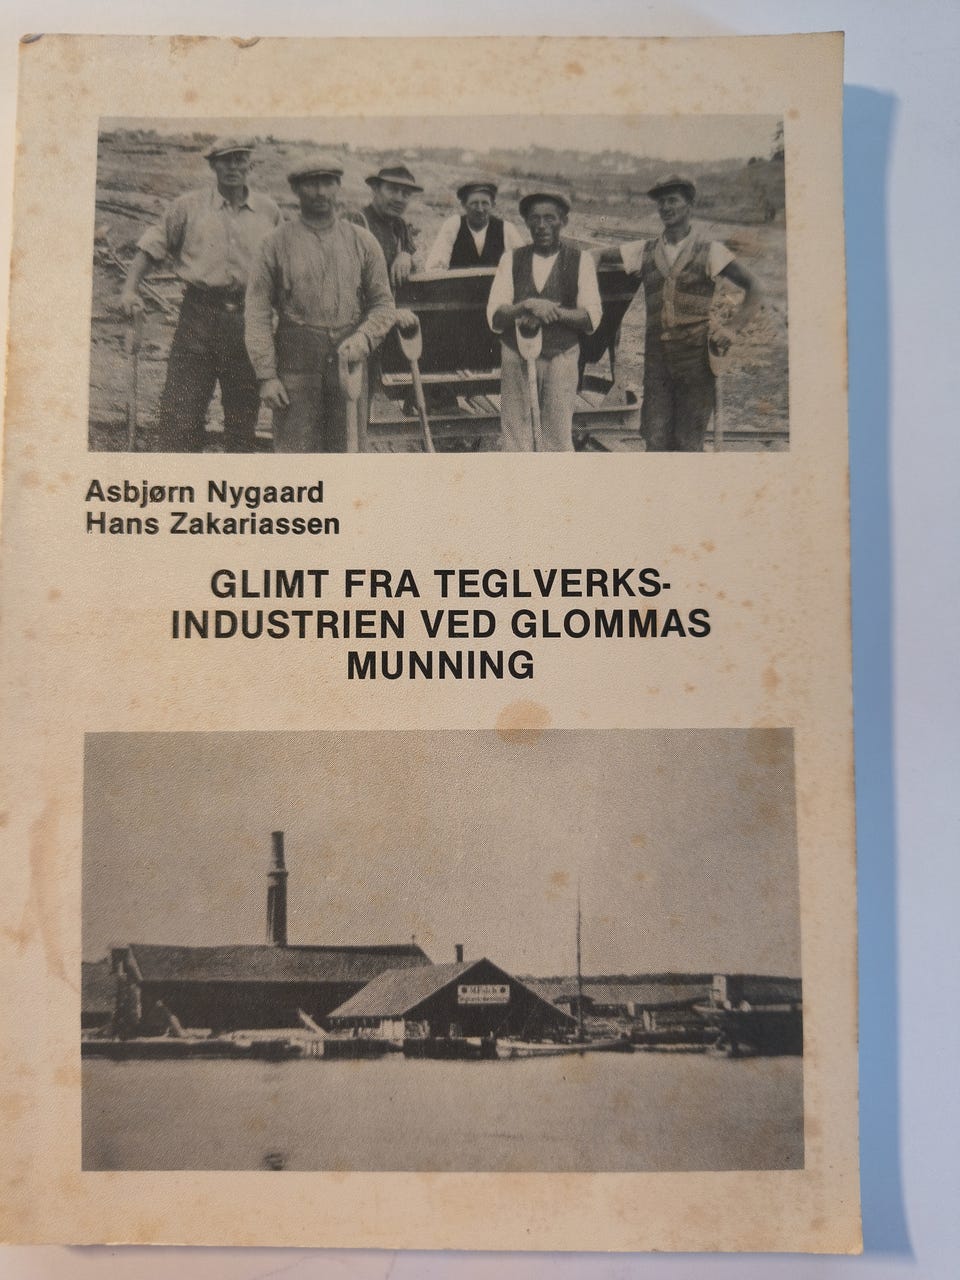 Asbjørn Nygaard
Hans Zakariassen
GLIMT FRA TEGLVERKS-
INDUSTRIEN VED GLOMMAS
MUNNING